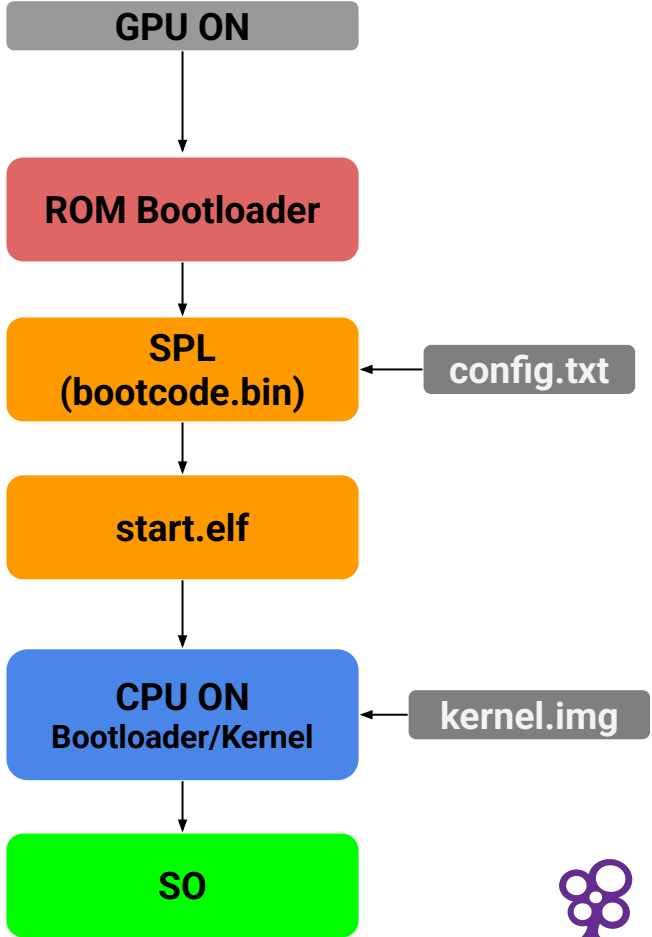 GPU ON
ROM Bootloader
SPL
(bootcode.bin)
config.txt
start.elf
CPU ON
Bootloader/Kernel
kernel.img
SO